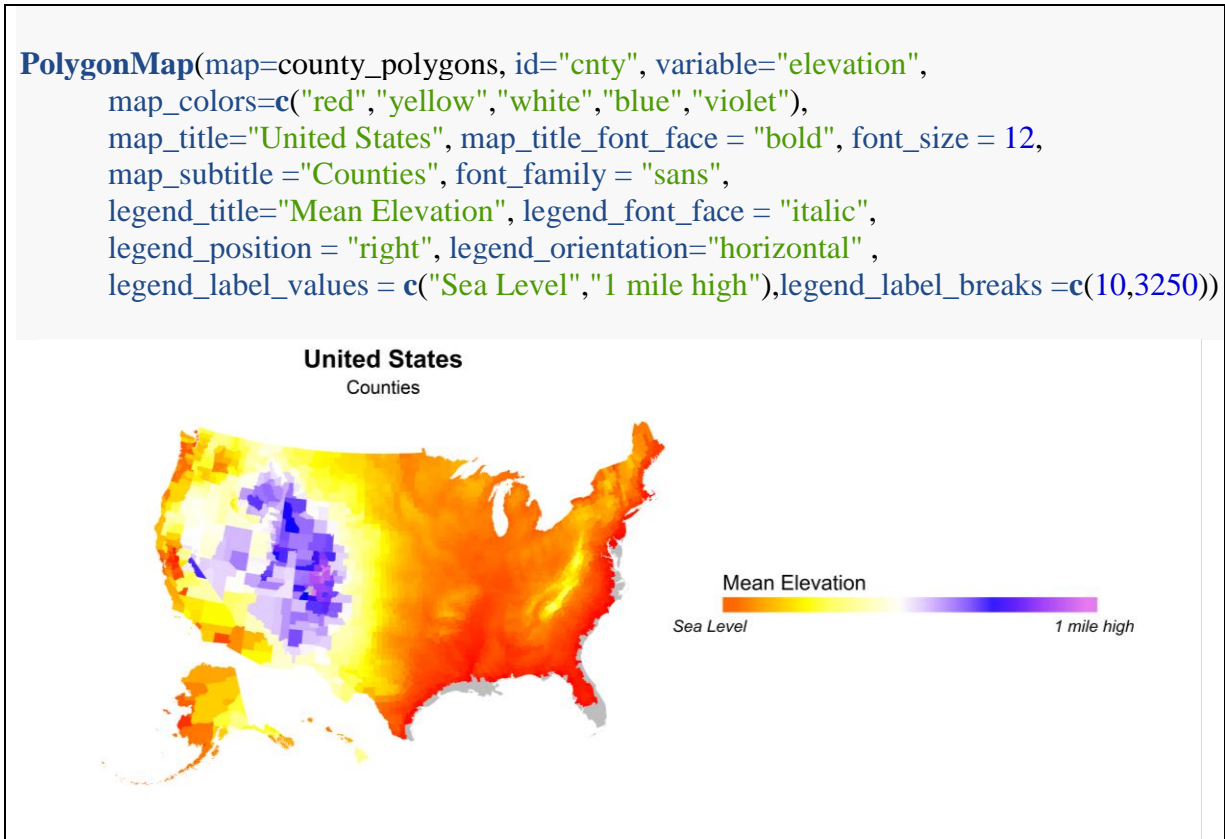 PolygonMap(map=county_polygons, id="cnty", variable="elevation",
map_colors=c("red","yellow","white","blue","violet"),
map_title="United States", map_title_font_face = "bold", font_size = 12,
map_subtitle ="Counties", font_family = "sans",
legend_title="Mean Elevation", legend_font_face = "italic",
legend_position = "right", legend_orientation="horizontal" ,
legend_label_values = c("Sea Level","1 mile high"),legend_label_breaks =c(10,3250))
United States
Counties
Mean Elevation
Sea Level 1 mile high